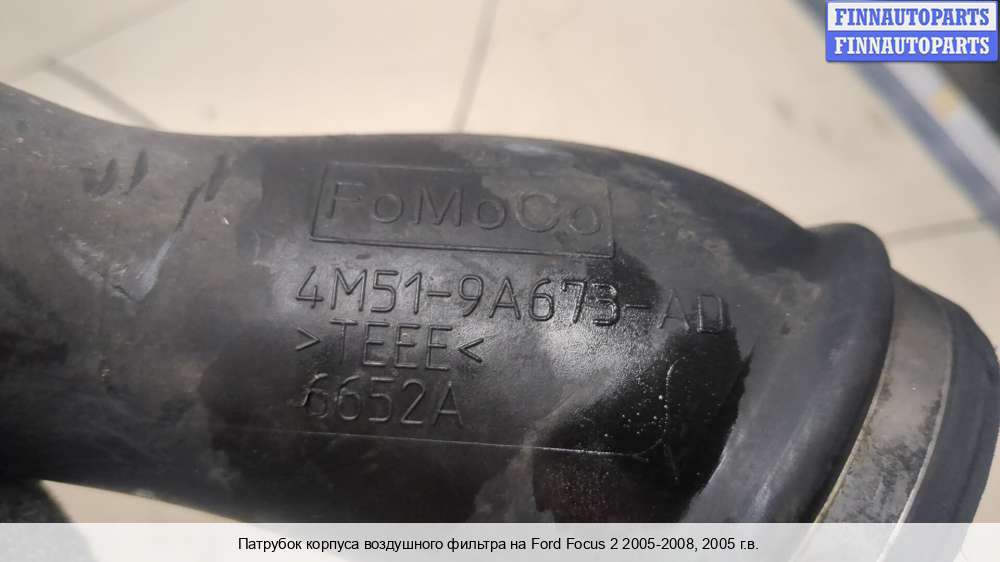 FINNAUTOPARTS
FINNAUTOPARTS
FoMoCo
4M51-9A673-AD
>TEEE<
6652A
Патрубок корпуса воздушного фильтра на Ford Focus 2 2005-2008, 2005 г.в.